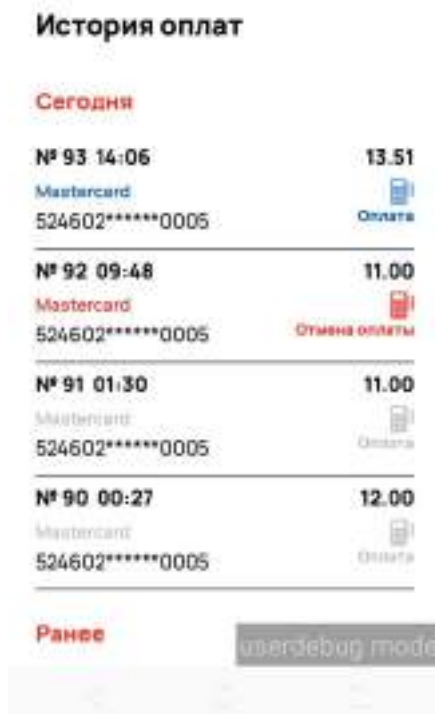 История оплат
Сегодня
№ 93 14:06 13.51
Mastercard
524602******0005 Оплата
№ 92 09:48 11.00
Mastercard
524602******0005 Отмена оплаты
№ 91 01:30 11.00
Mastercard
524602******0005 Оплата
№ 90 00:27 12.00
Mastercard
524602******0005 Оплата
Ранее
userdebug mode